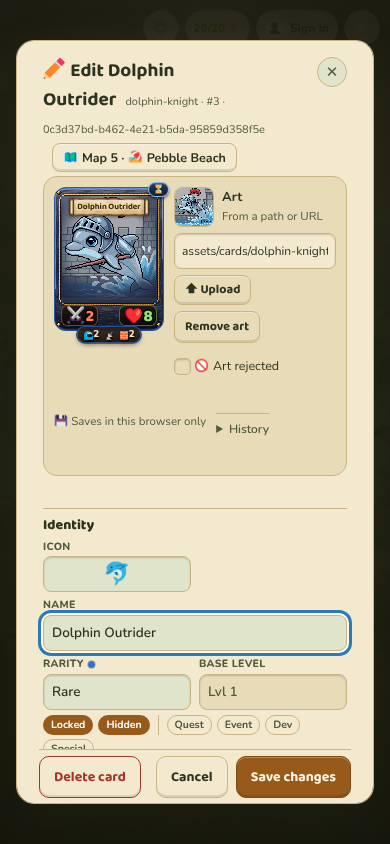 20/20
Sign in
Edit Dolphin
Outrider dolphin-knight · #3 ·
0c3d37bd-b462-4e21-b5da-95859d358f5e
Map 5 · Pebble Beach
Dolphin Outrider
2
8
2
2
Art
From a path or URL
assets/cards/dolphin-knight
Upload
Remove art
Art rejected
Saves in this browser only
History
Identity
ICON
NAME
Dolphin Outrider
RARITY
BASE LEVEL
Rare
Lvl 1
Locked
Hidden
Quest
Event
Dev
Special
Delete card
Cancel
Save changes